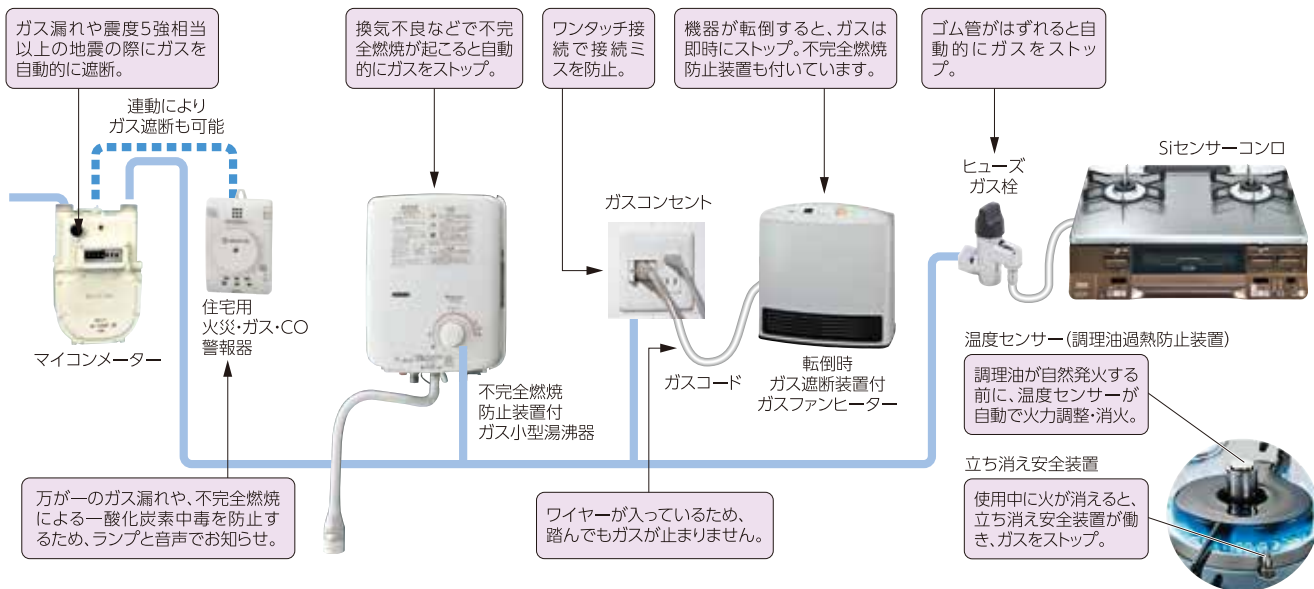 ガス漏れや震度5強相当
以上の地震の際にガスを
自動的に遮断。
換気不良などで不完
全燃焼が起こると自動
的にガスをストップ。
ワンタッチ接
続で接続ミ
スを防止。
機器が転倒すると、ガスは
即時にストップ。不完全燃焼
防止装置も付いています。
ゴム管がはずれると自
動的にガスをストッ
プ。
連動により
ガス遮断も可能
マイコンメーター
住宅用
火災・ガス・CO
警報器
不完全燃焼
防止装置付
ガス小型湯沸器
ガスコンセント
ガスコード
転倒時
ガス遮断装置付
ガスファンヒーター
ヒューズ
ガス栓
Siセンサーコンロ
万が一のガス漏れや、不完全燃焼
による一酸化炭素中毒を防止す
るため、ランプと音声でお知らせ。
ワイヤーが入っているため、
踏んでもガスが止まりません。
温度センサー(調理油過熱防止装置)
調理油が自然発火する
前に、温度センサーが
自動で火力調整・消火。
立ち消え安全装置
使用中に火が消えると、
立ち消え安全装置が働
き、ガスをストップ。